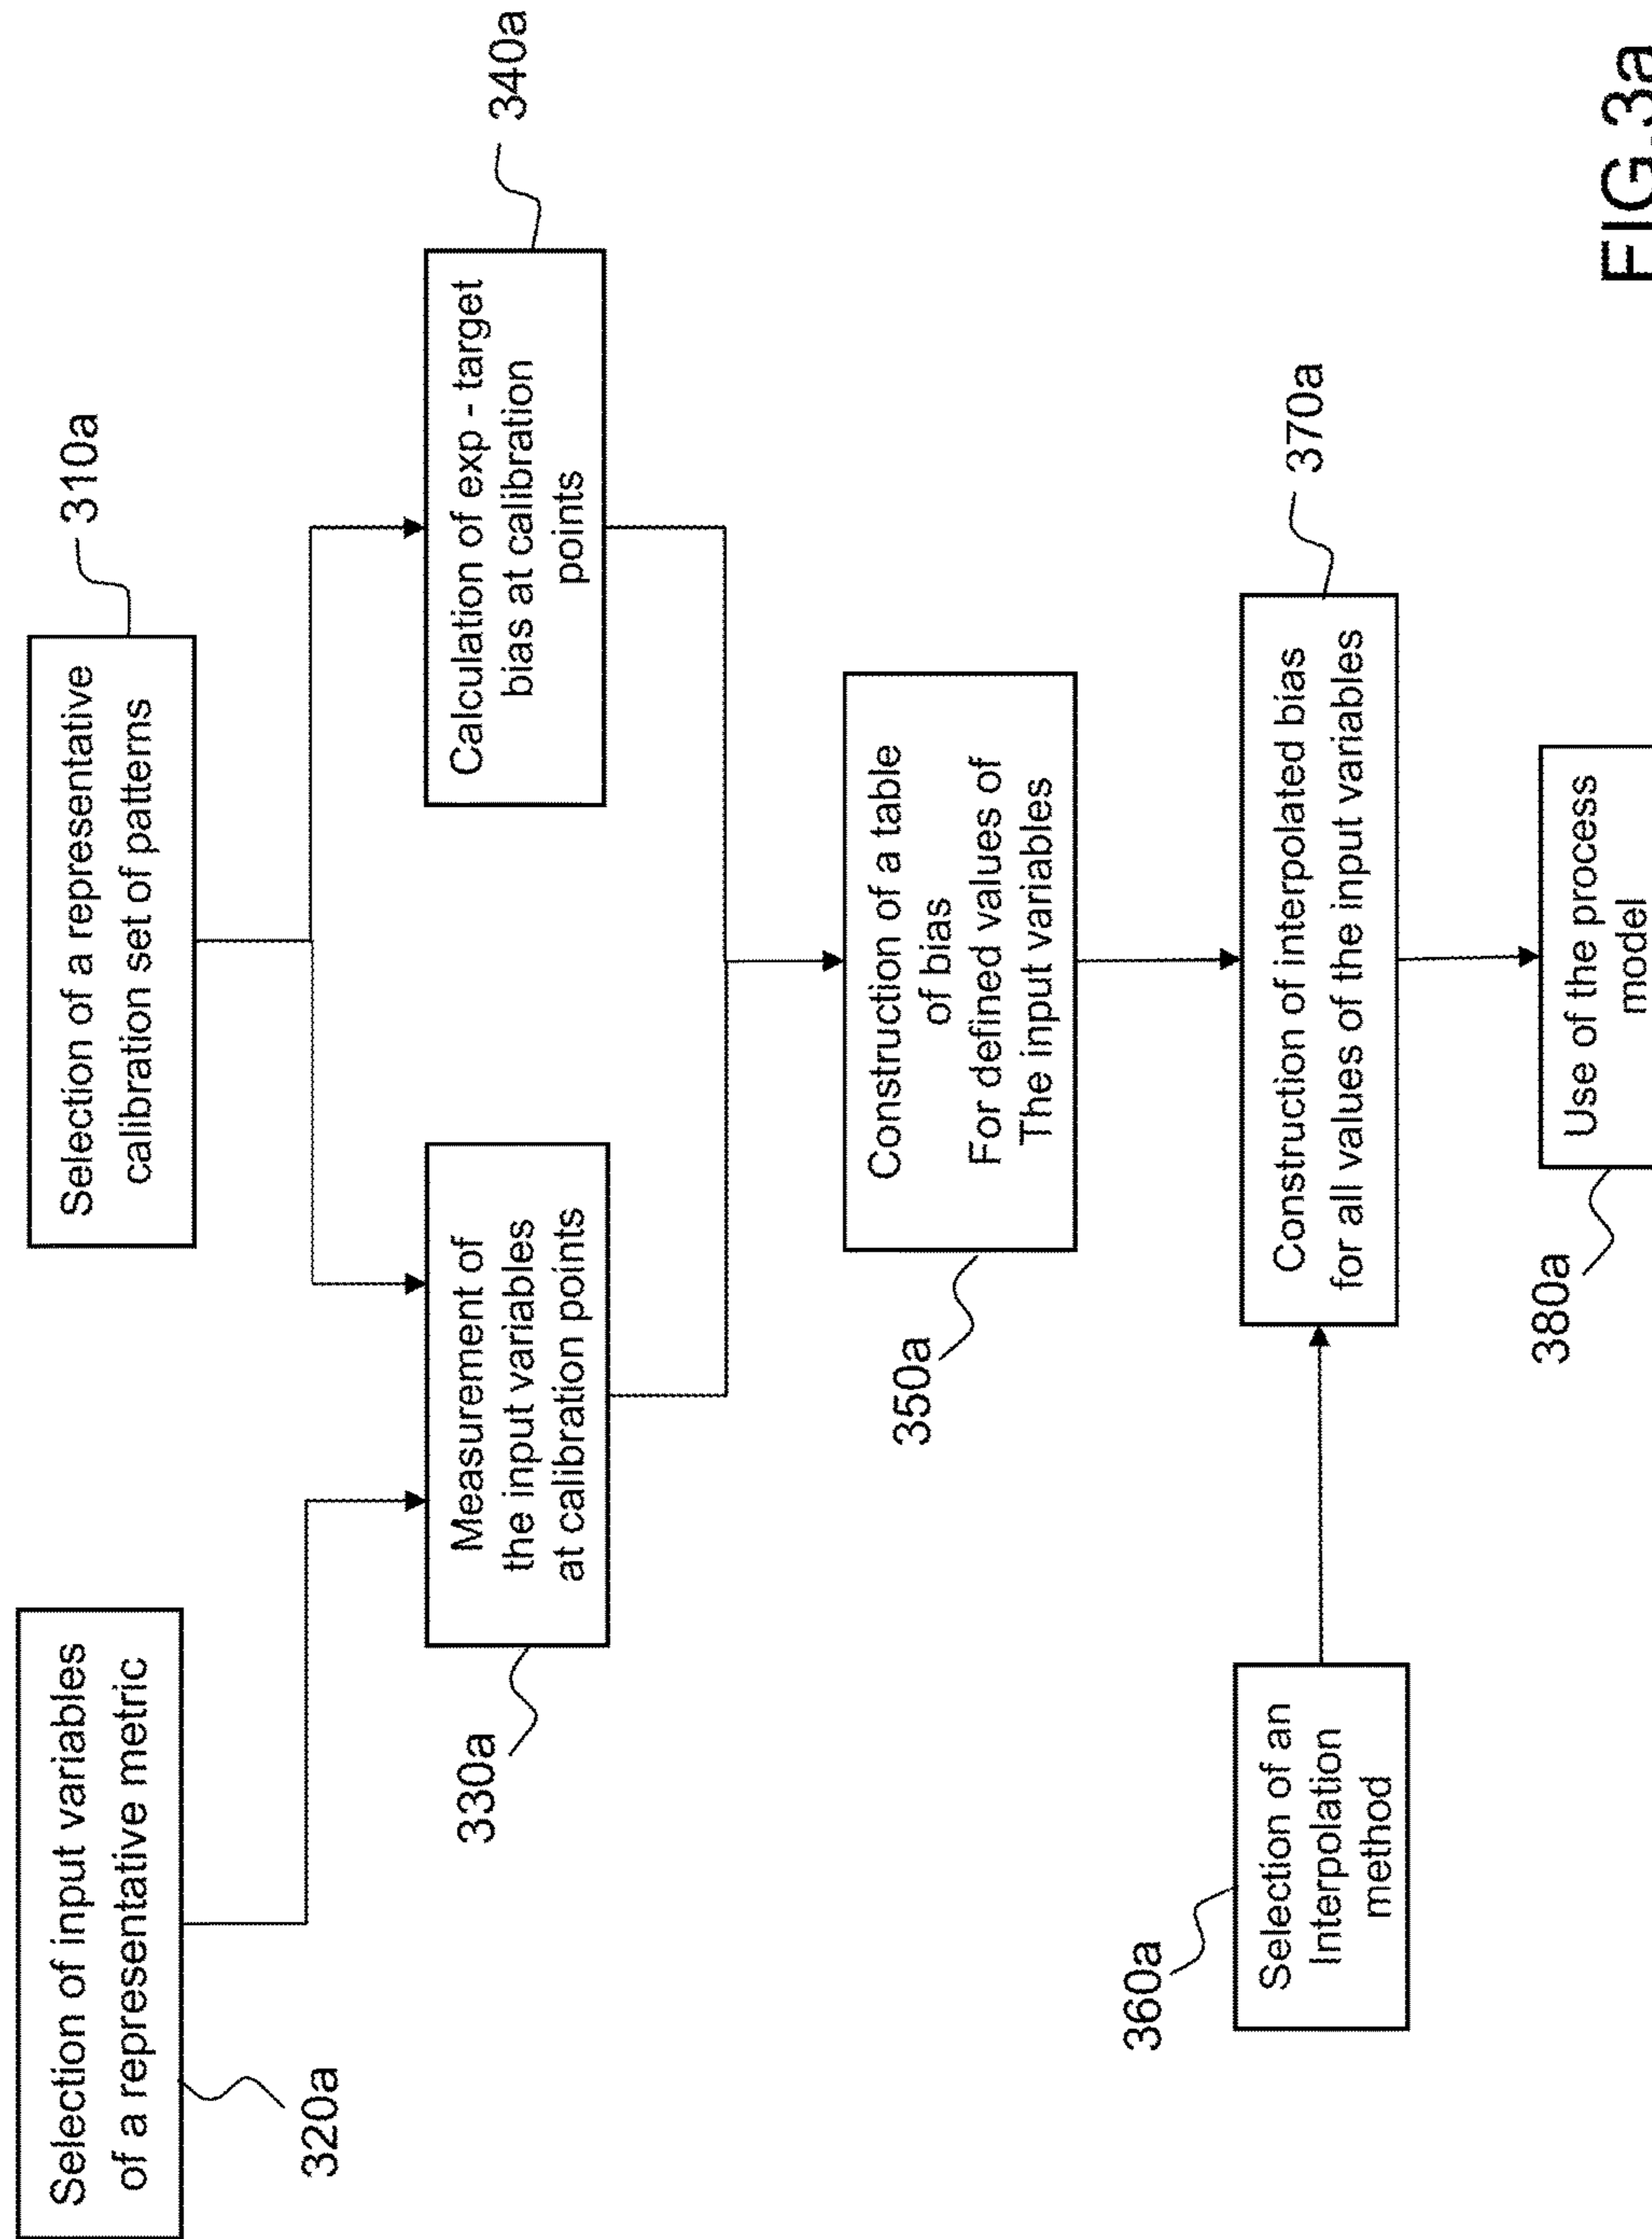 Selection of input variables
of a representative metric
320a
Selection of a representative
calibration set of patterns
310a
Measurement of
the input variables
at calibration points
330a
Calculation of exp - target
bias at calibration
points
340a
Construction of a table
of bias
For defined values of
The input variables
350a
Selection of an
Interpolation
method
360a
Construction of interpolated bias
for all values of the input variables
370a
Use of the process
model
380a
FIG.3a